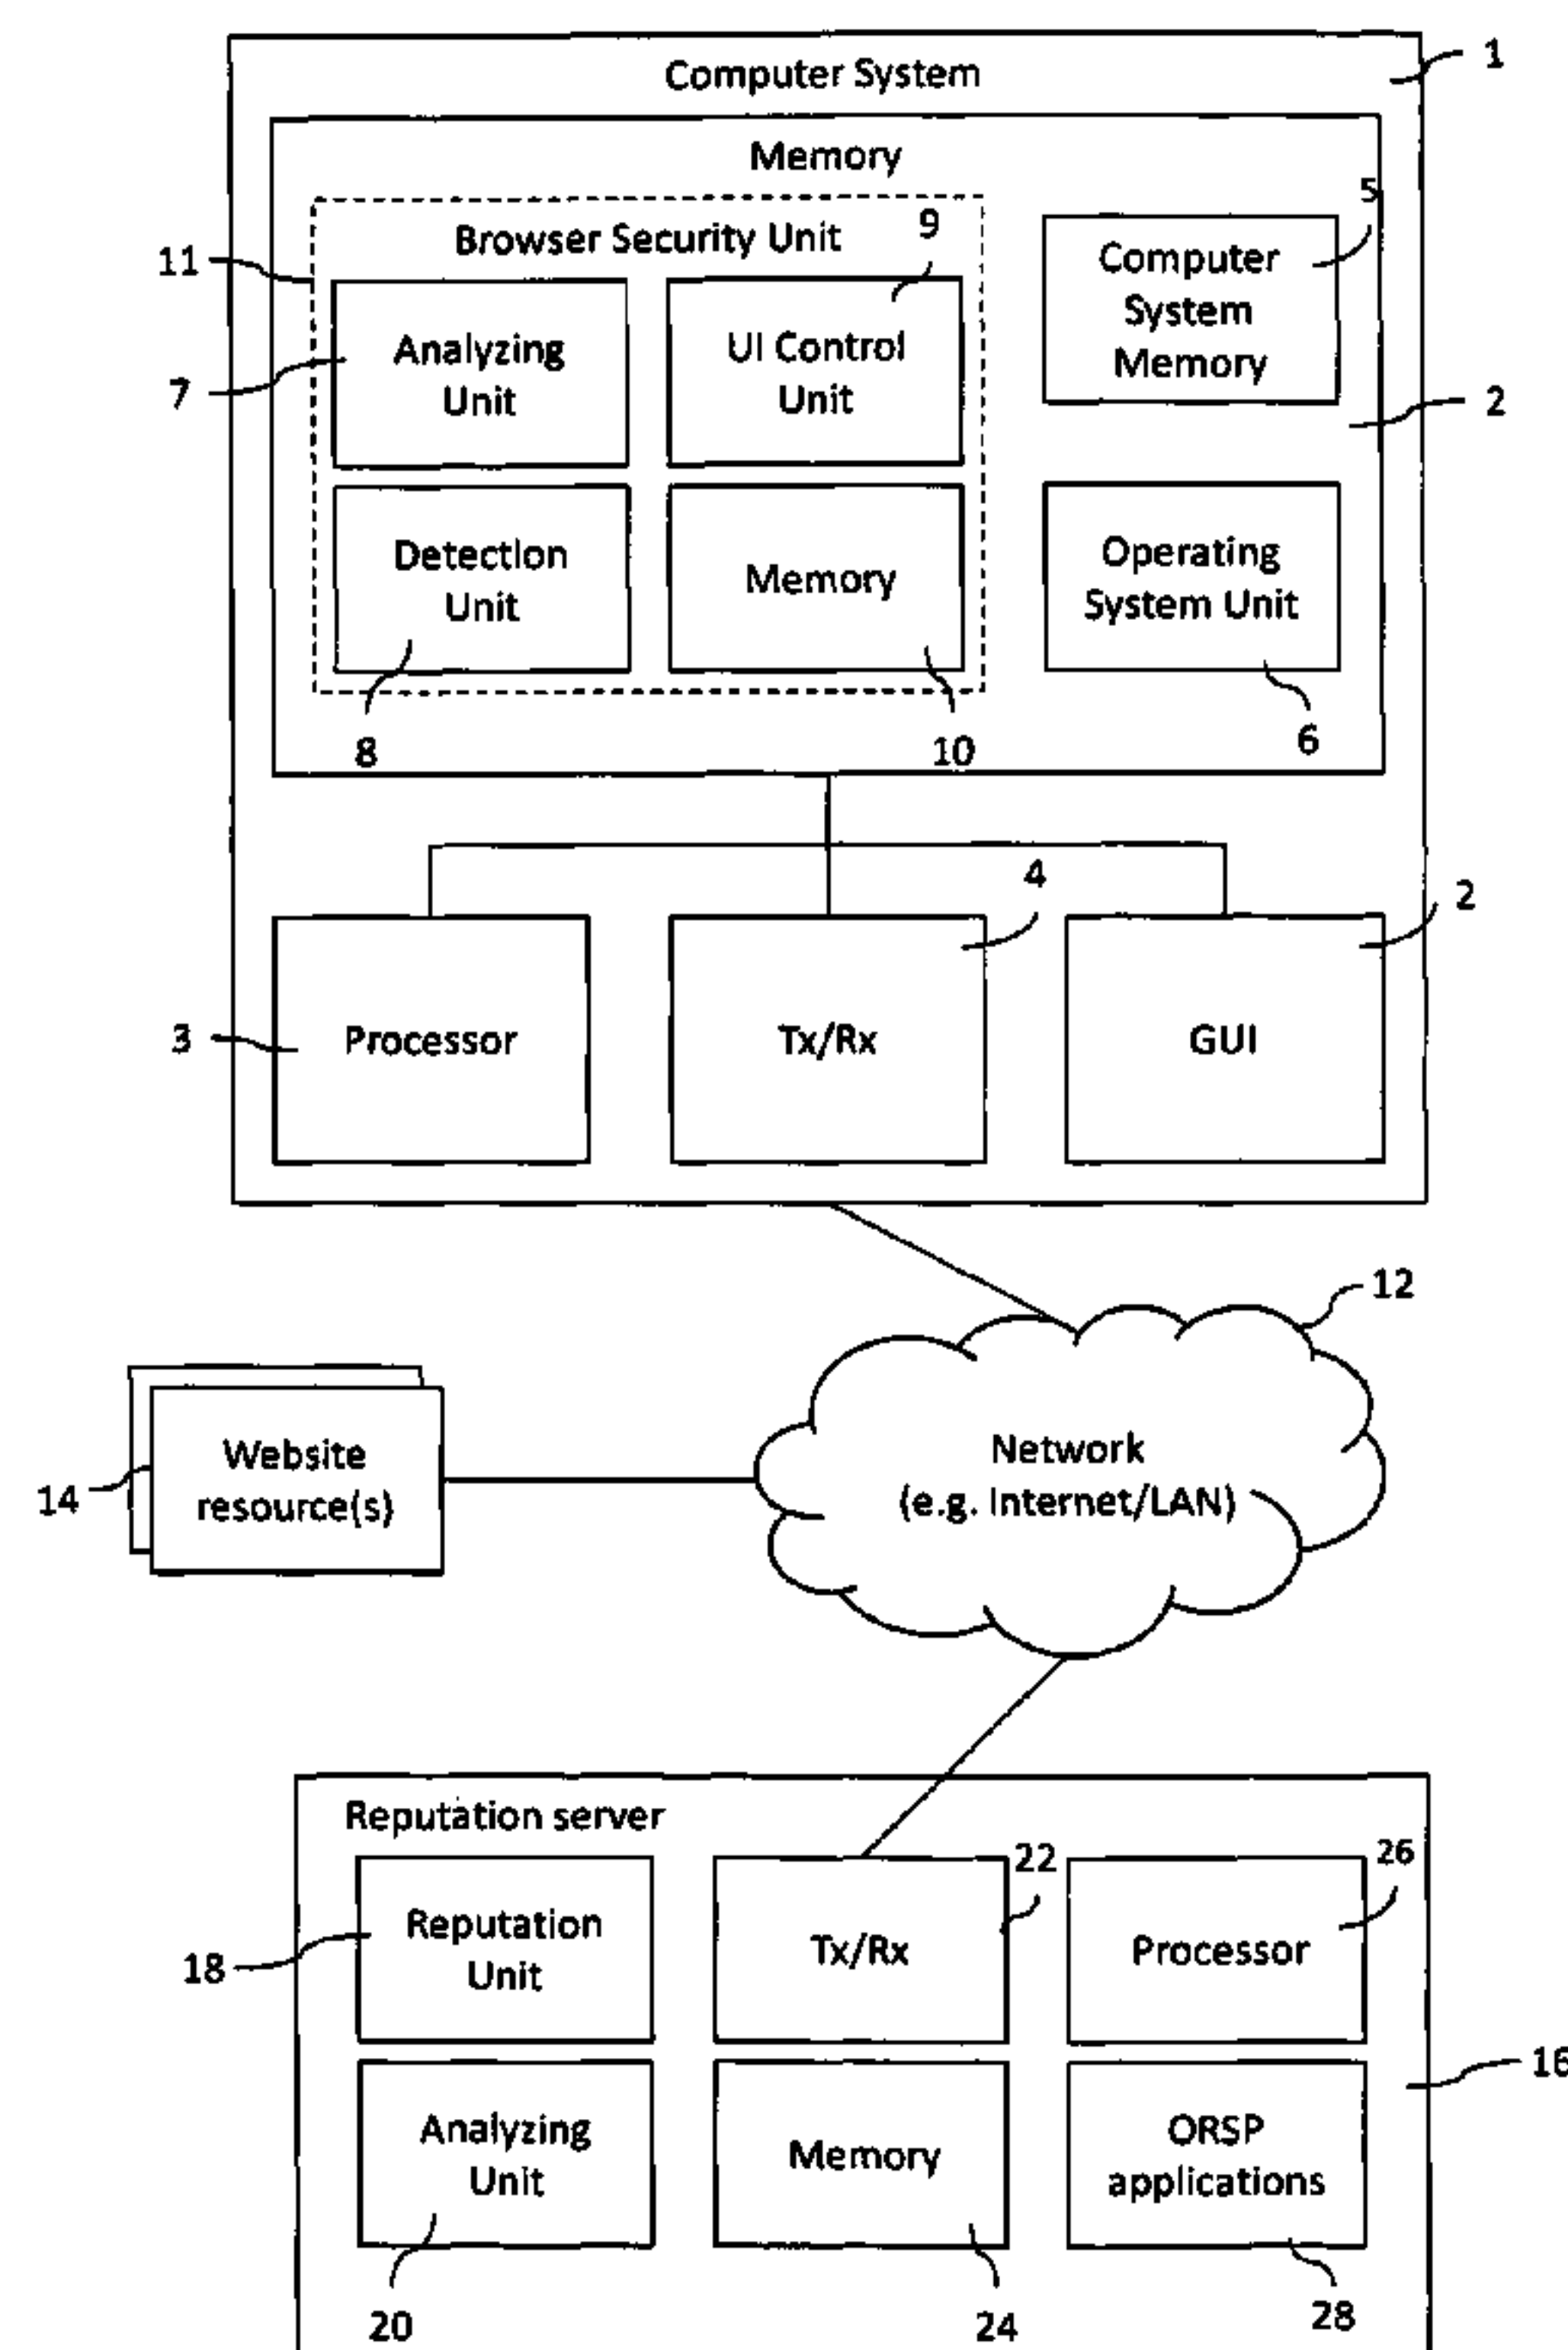 Computer System
1
Memory
Browser Security Unit
9
5
11
Analyzing
Unit
UI Control
Unit
Computer
System
Memory
7
2
Detection
Unit
Memory
Operating
System Unit
8
10
6
4
2
3
Processor
Tx/Rx
GUI
12
Website
resource(s)
14
Network
(e.g. Internet/LAN)
Reputation server
22
26
Reputation
Unit
18
Tx/Rx
Processor
16
Analyzing
Unit
Memory
ORSP
applications
20
24
28